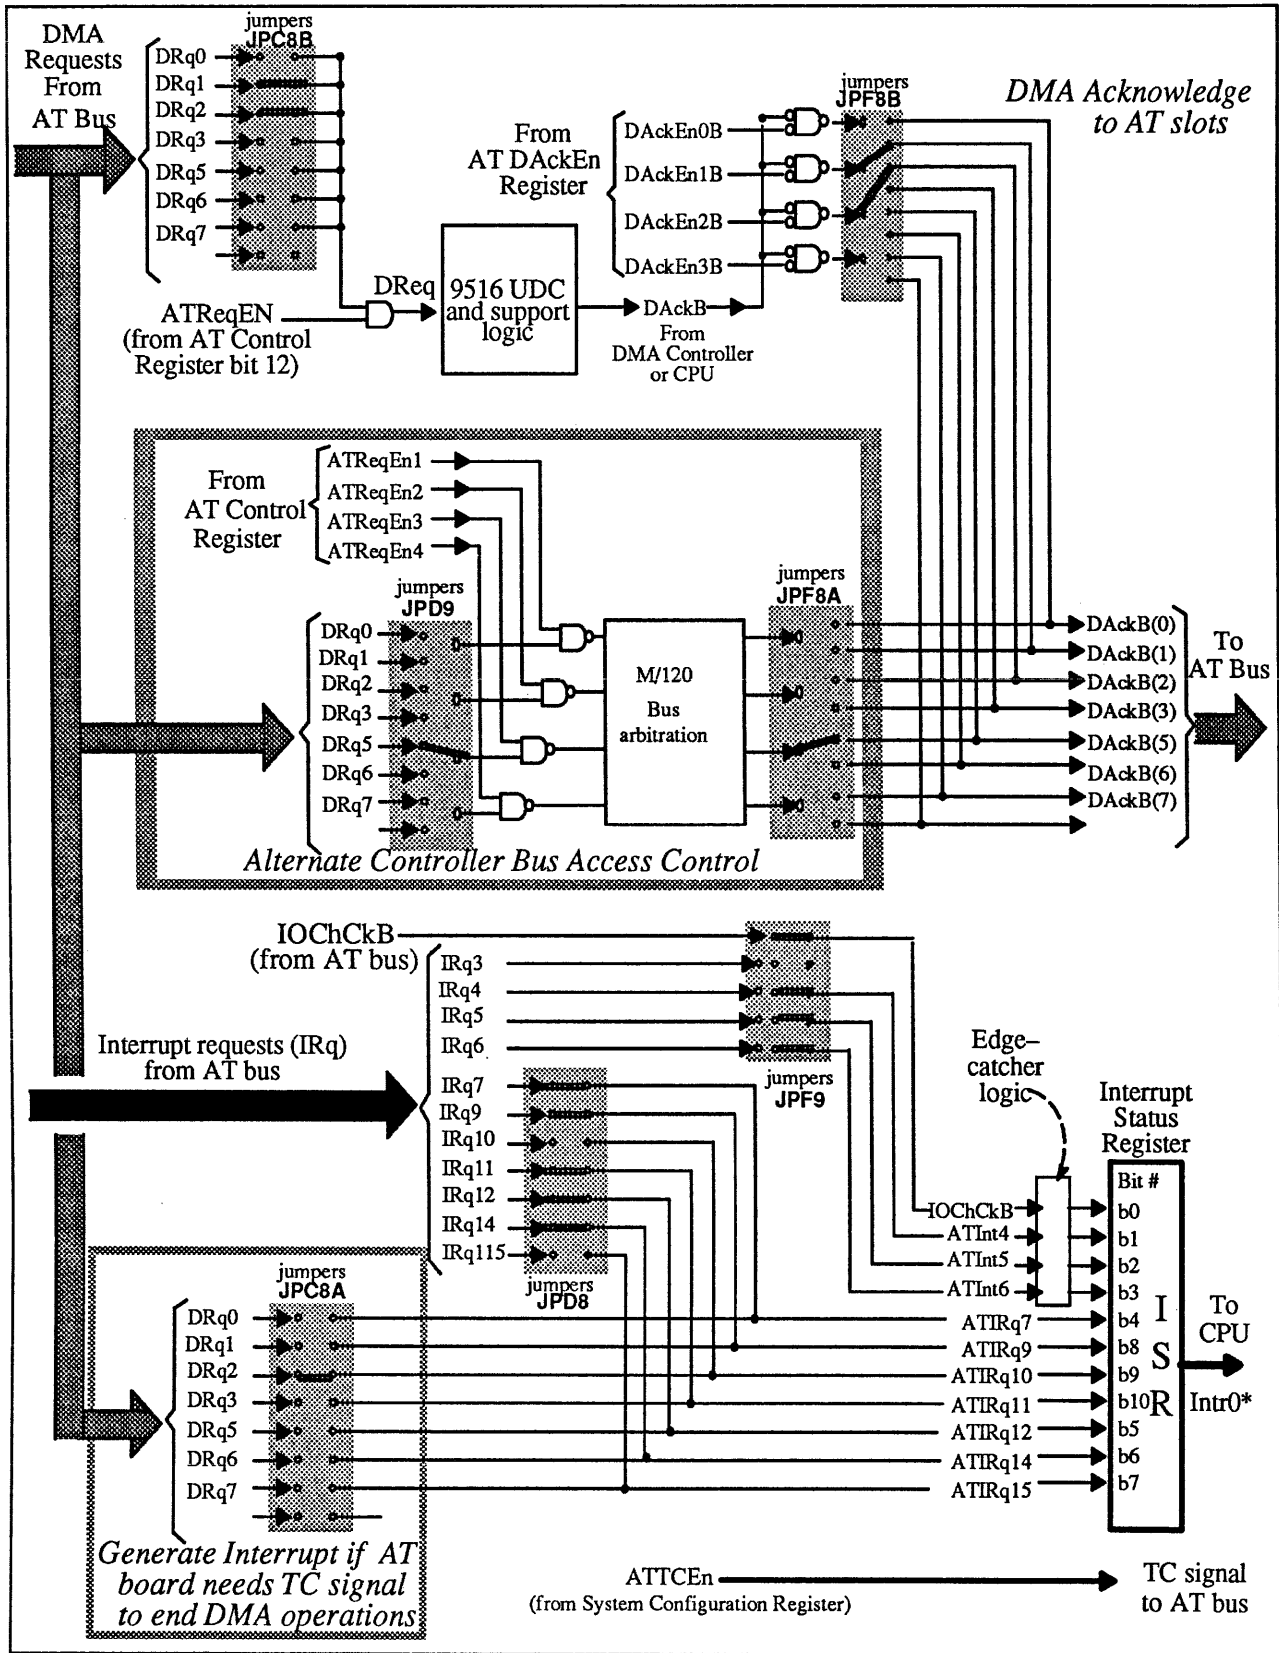 DMA
Requests
From
AT Bus
jumpers
JPC8B
DRq0
DRq1
DRq2
DRq3
DRq5
DRq6
DRq7
ATReqEN
(from AT Control
Register bit 12)
DReq
9516 UDC
and support
logic
From
AT DAckEn
Register
DAckEn0B
DAckEn1B
DAckEn2B
DAckEn3B
DAckB
From
DMA Controller
or CPU
jumpers
JPF8B
DMA Acknowledge
to AT slots
From
AT Control
Register
ATReqEn1
ATReqEn2
ATReqEn3
ATReqEn4
jumpers
JPD9
DRq0
DRq1
DRq2
DRq3
DRq5
DRq6
DRq7
M/120
Bus
arbitration
jumpers
JPF8A
Alternate Controller Bus Access Control
DAckB(0)
DAckB(1)
DAckB(2)
DAckB(3)
DAckB(5)
DAckB(6)
DAckB(7)
To
AT Bus
IOChCkB
(from AT bus)
IRq3
IRq4
IRq5
IRq6
jumpers
JPF9
Interrupt requests (IRq)
from AT bus
IRq7
IRq9
IRq10
IRq11
IRq12
IRq14
IRq115
jumpers
JPD8
Edge-
catcher
logic
Interrupt
Status
Register
Bit #
IOChCkB
ATInt4
ATInt5
ATInt6
ATIRq7
ATIRq9
ATIRq10
ATIRq11
ATIRq12
ATIRq14
ATIRq15
b0
b1
b2
b3
b4
b8
b9
b10
b5
b6
b7
I
S
R
To
CPU
Intr0*
jumpers
JPC8A
DRq0
DRq1
DRq2
DRq3
DRq5
DRq6
DRq7
Generate Interrupt if AT
board needs TC signal
to end DMA operations
ATTCEn
(from System Configuration Register)
TC signal
to AT bus